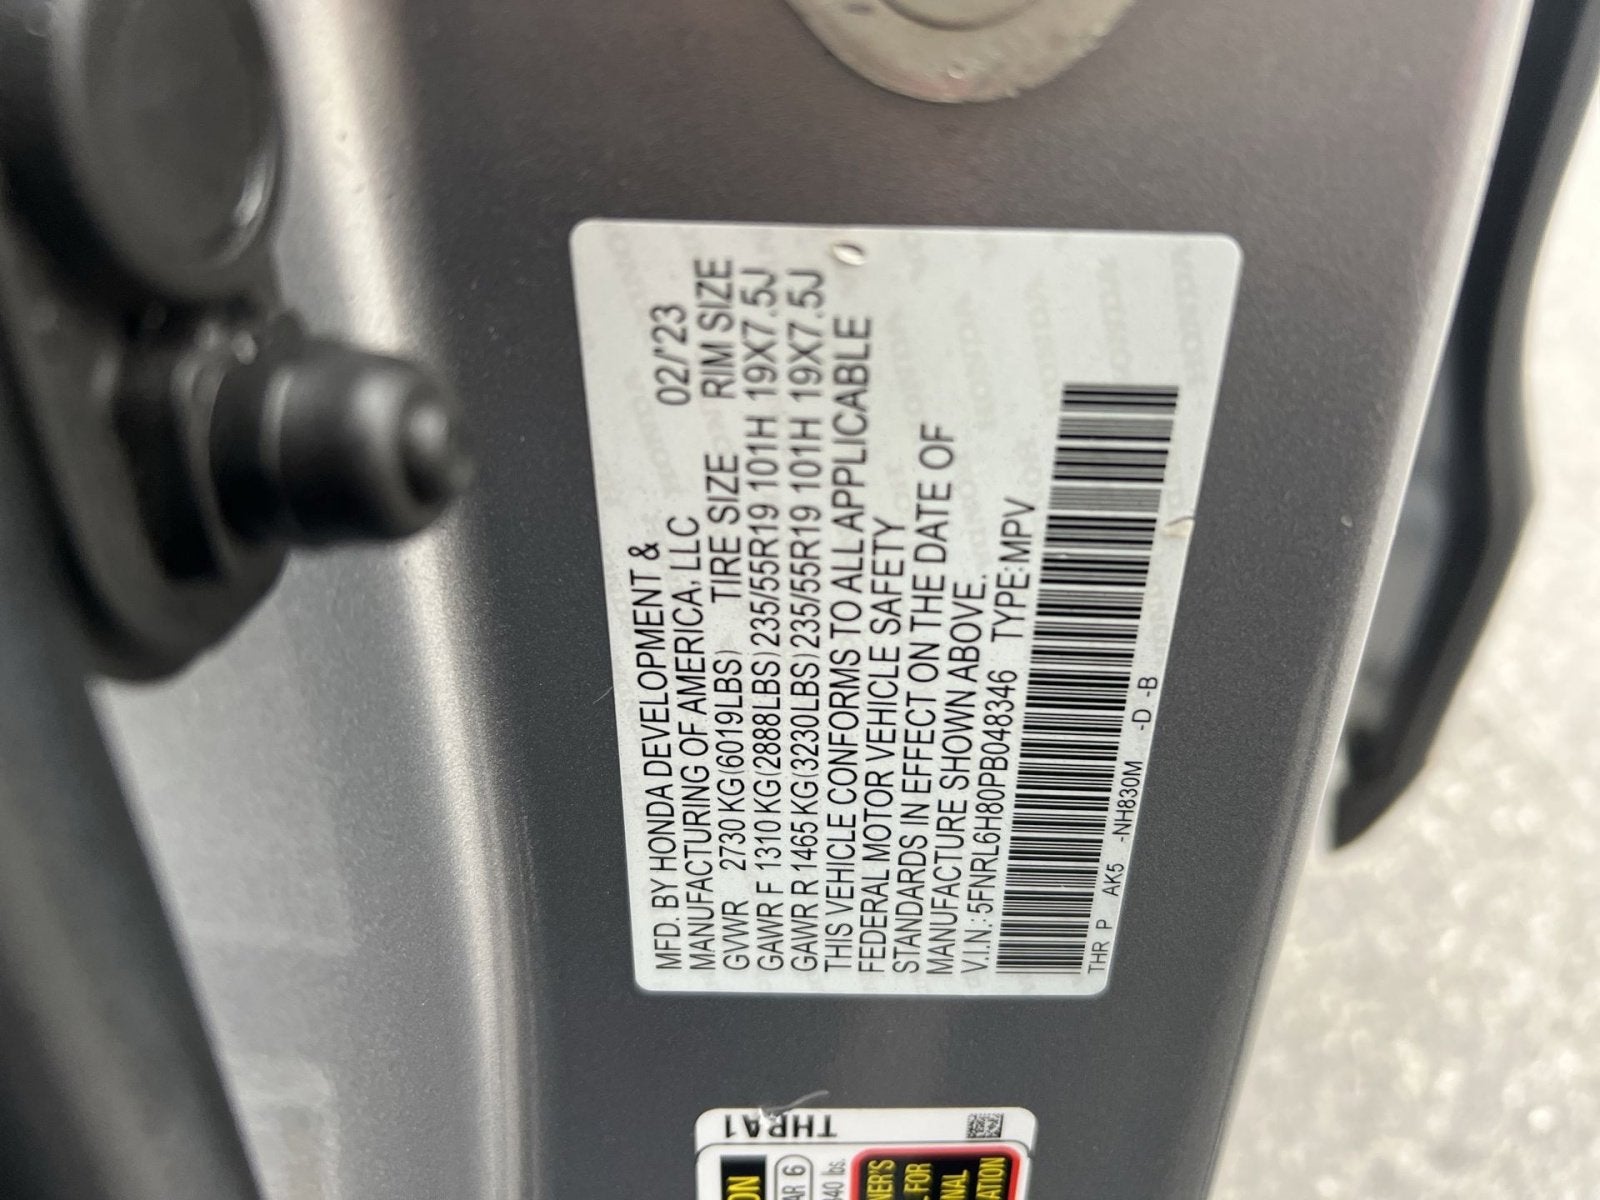 MFD. BY HONDA DEVELOPMENT &
MANUFACTURING OF AMERICA, LLC 02/'23
GVWR 2730 KG(6019LBS) TIRE SIZE RIM SIZE
GAWR F 1310 KG(2888LBS) 235/55R19 101H 19X7.5J
GAWR R 1465 KG(3230LBS) 235/55R19 101H 19X7.5J
THIS VEHICLE CONFORMS TO ALL APPLICABLE
FEDERAL MOTOR VEHICLE SAFETY
STANDARDS IN EFFECT ON THE DATE OF
MANUFACTURE SHOWN ABOVE.
V.I.N.: 5FNRL6H80PB048346 TYPE:MPV
THR P AK5 -NH830M -D -B
THRA1
6
NER'S
FOR